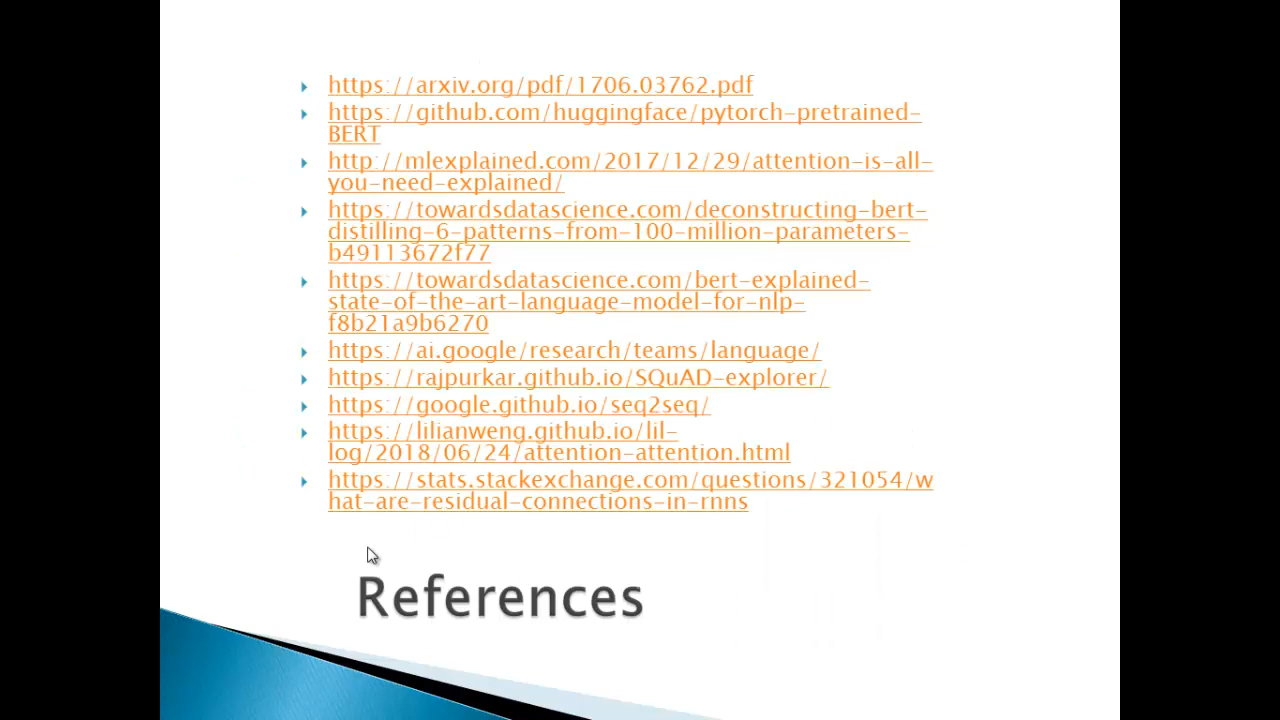 https://arxiv.org/pdf/1706.03762.pdf
https://github.com/huggingface/pytorch-pretrained-
BERT
http://mlexplained.com/2017/12/29/attention-is-all-
you-need-explained/
https://towardsdatascience.com/deconstructing-bert-
distilling-6-patterns-from-100-million-parameters-
b49113672f77
https://towardsdatascience.com/bert-explained-
state-of-the-art-language-model-for-nlp-
f8b21a9b6270
https://ai.google/research/teams/language/
https://rajpurkar.github.io/SQuAD-explorer/
https://google.github.io/seq2seq/
https://lilianweng.github.io/lil-
log/2018/06/24/attention-attention.html
https://stats.stackexchange.com/questions/321054/w
hat-are-residual-connections-in-rnns
References